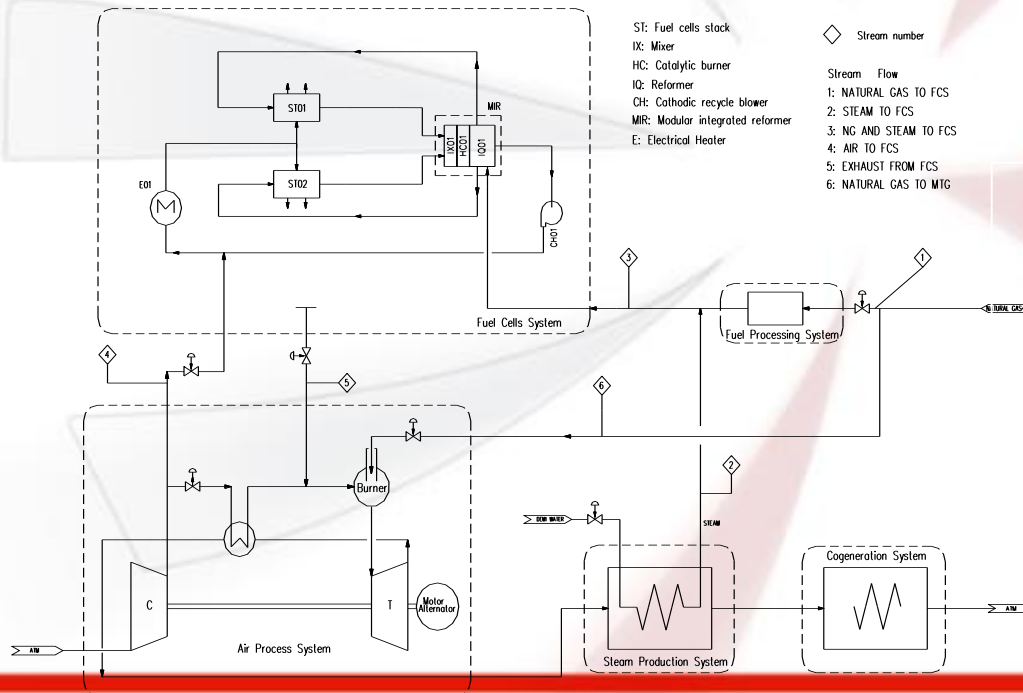 ST: Fuel cells stack
IX: Mixer
HC: Catalytic burner
IQ: Reformer
CH: Cathodic recycle blower
MIR: Modular integrated reformer
E: Electrical Heater
Stream number
Stream Flow
1: NATURAL GAS TO FCS
2: STEAM TO FCS
3: NG AND STEAM TO FCS
4: AIR TO FCS
5: EXHAUST FROM FCS
6: NATURAL GAS TO MTG
ST01
MIR
IX01
HC01
IQ01
E01
M
ST02
CH01
3
1
Fuel Cells System
Fuel Processing System
4
5
6
Burner
2
DEMI WATER
STEAM
Cogeneration System
C
T
Motor
Alternator
ATM
ATM
Air Process System
Steam Production System